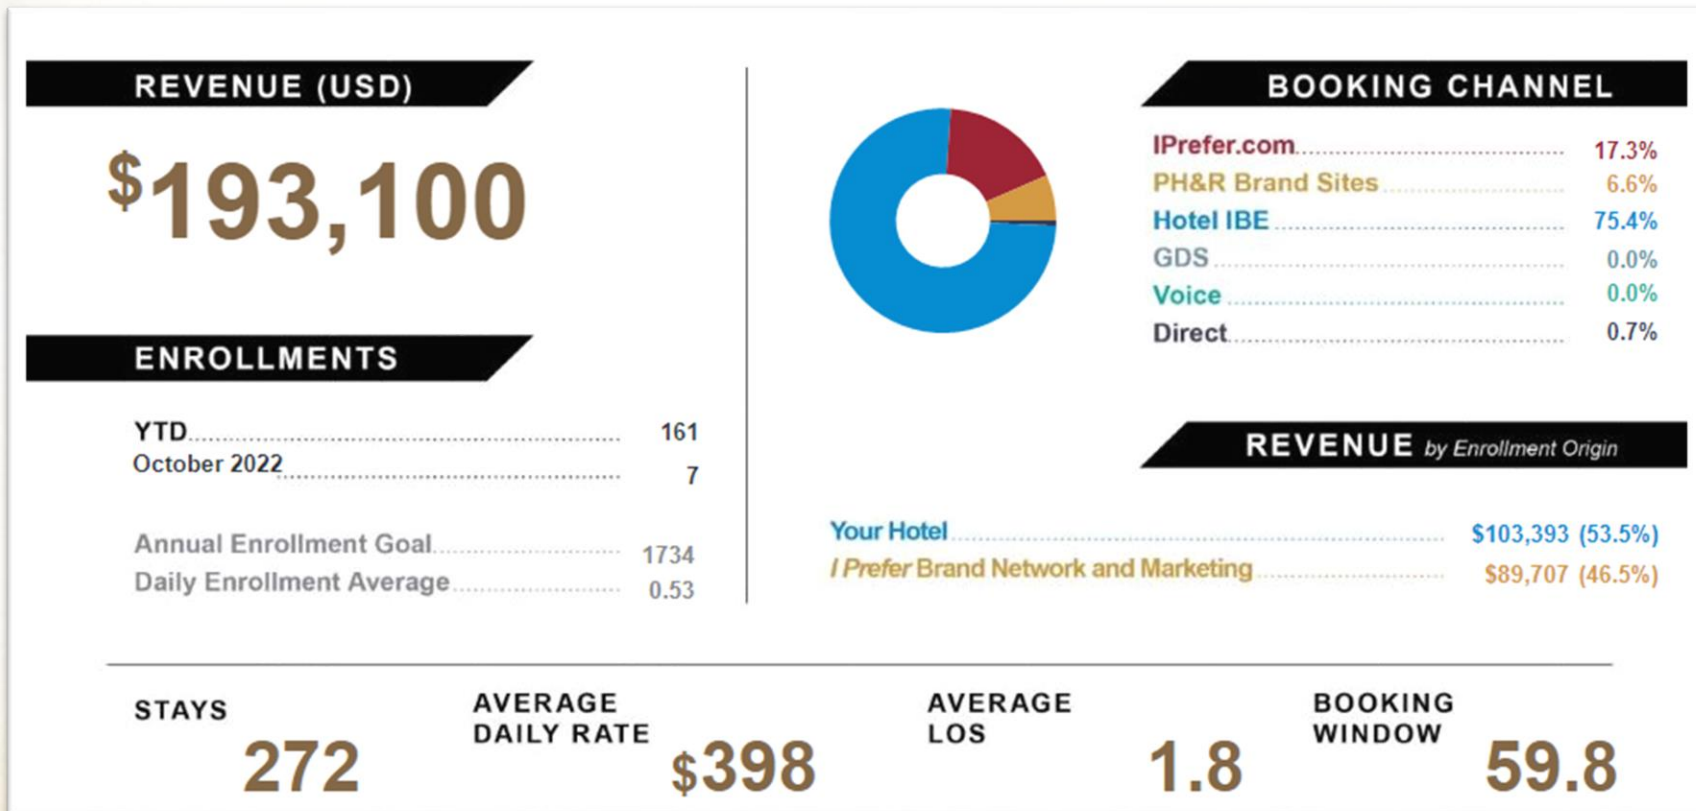 REVENUE (USD)
$193,100
ENROLLMENTS
YTD 161
October 2022 7
Annual Enrollment Goal 1734
Daily Enrollment Average 0.53
BOOKING CHANNEL
IPrefer.com 17.3%
PH&R Brand Sites 6.6%
Hotel IBE 75.4%
GDS 0.0%
Voice 0.0%
Direct 0.7%
REVENUE by Enrollment Origin
Your Hotel $103,393 (53.5%)
I Prefer Brand Network and Marketing $89,707 (46.5%)
STAYS
272
AVERAGE
DAILY RATE
$398
AVERAGE
LOS
1.8
BOOKING
WINDOW
59.8